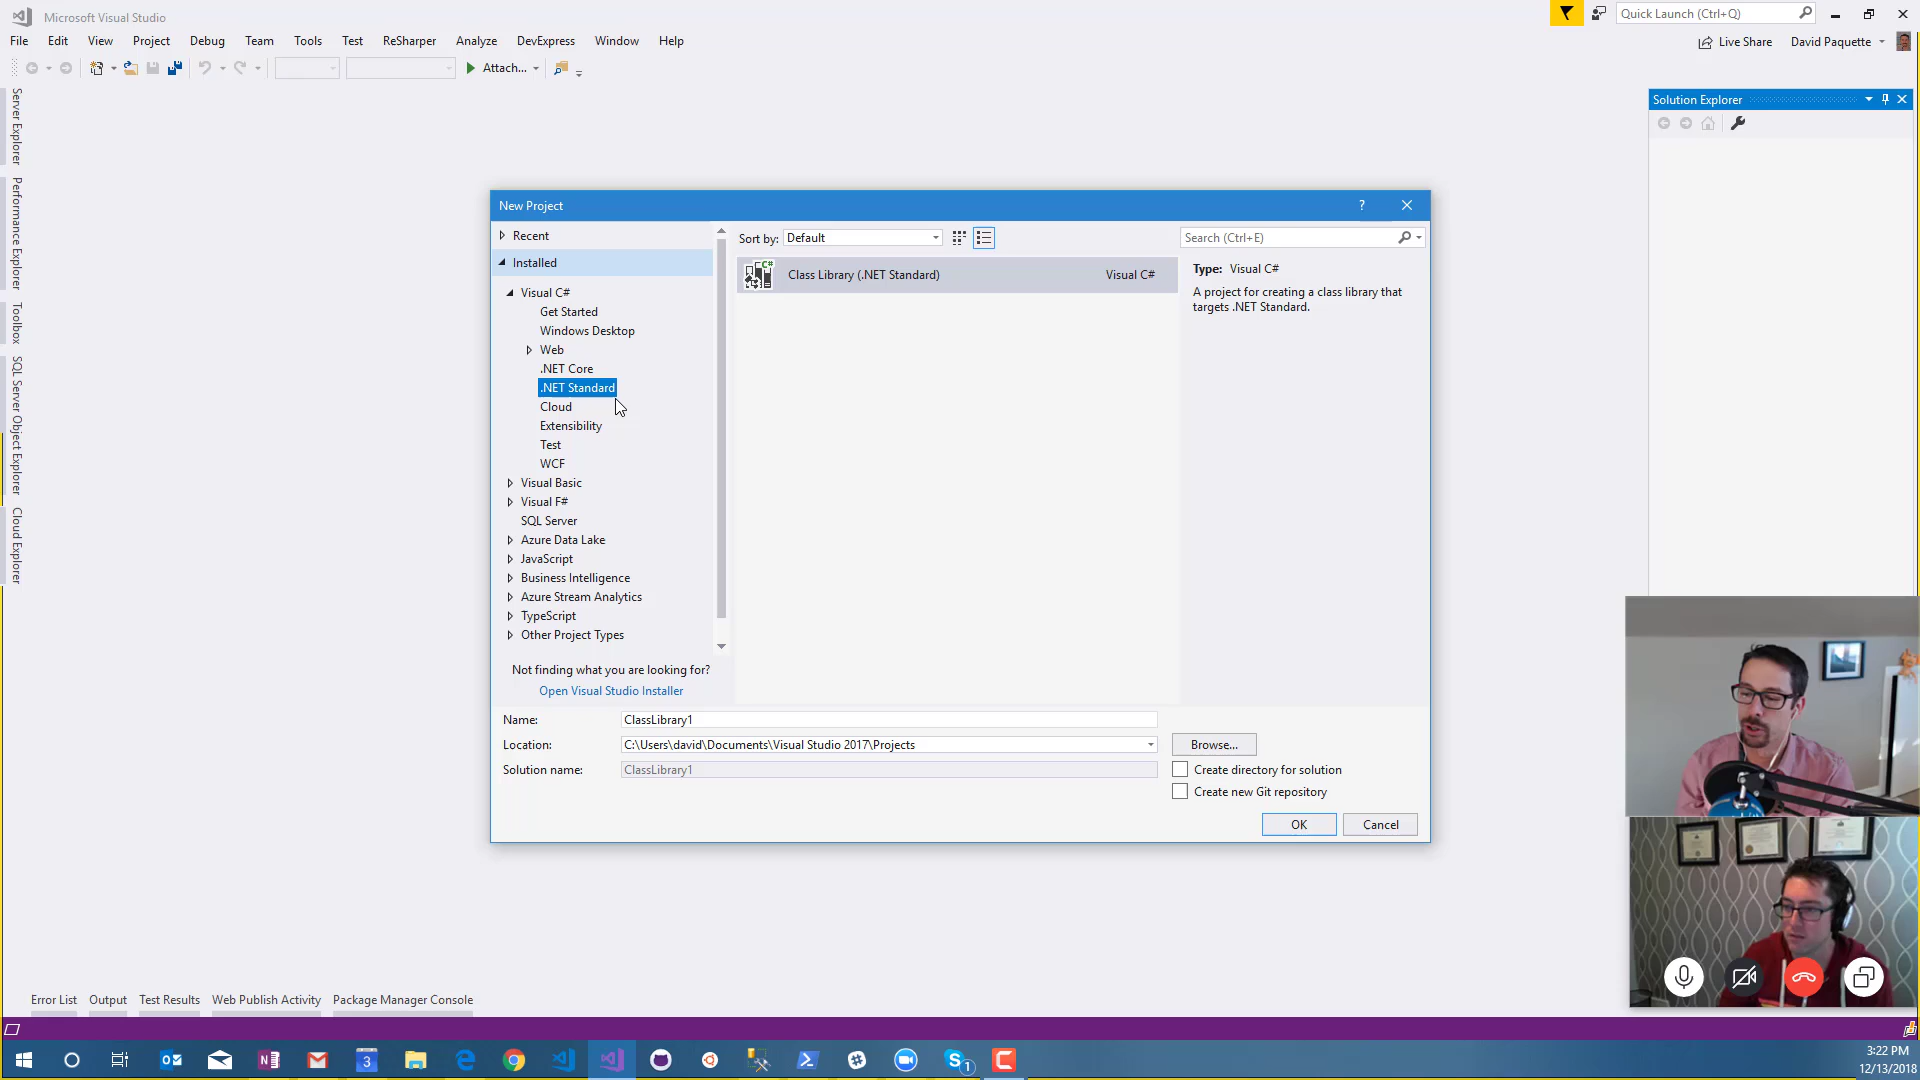 Microsoft Visual Studio
Quick Launch (Ctrl+Q)
File Edit View Project Debug Team Tools Test ReSharper Analyze DevExpress Window Help
Live Share David Paquette
Attach...
Server Explorer
Performance Explorer
Toolbox
SQL Server Object Explorer
Cloud Explorer
Solution Explorer
New Project
?
Recent
Installed
Visual C#
Get Started
Windows Desktop
Web
.NET Core
.NET Standard
Cloud
Extensibility
Test
WCF
Visual Basic
Visual F#
SQL Server
Azure Data Lake
JavaScript
Business Intelligence
Azure Stream Analytics
TypeScript
Other Project Types
Not finding what you are looking for?
Open Visual Studio Installer
Sort by: Default
C#
Class Library (.NET Standard) Visual C#
Search (Ctrl+E)
Type: Visual C#
A project for creating a class library that
targets .NET Standard.
Name: ClassLibrary1
Location: C:\Users\david\Documents\Visual Studio 2017\Projects
Browse...
Solution name: ClassLibrary1
Create directory for solution
Create new Git repository
OK Cancel
Error List Output Test Results Web Publish Activity Package Manager Console
3
1
3:22 PM
12/13/2018